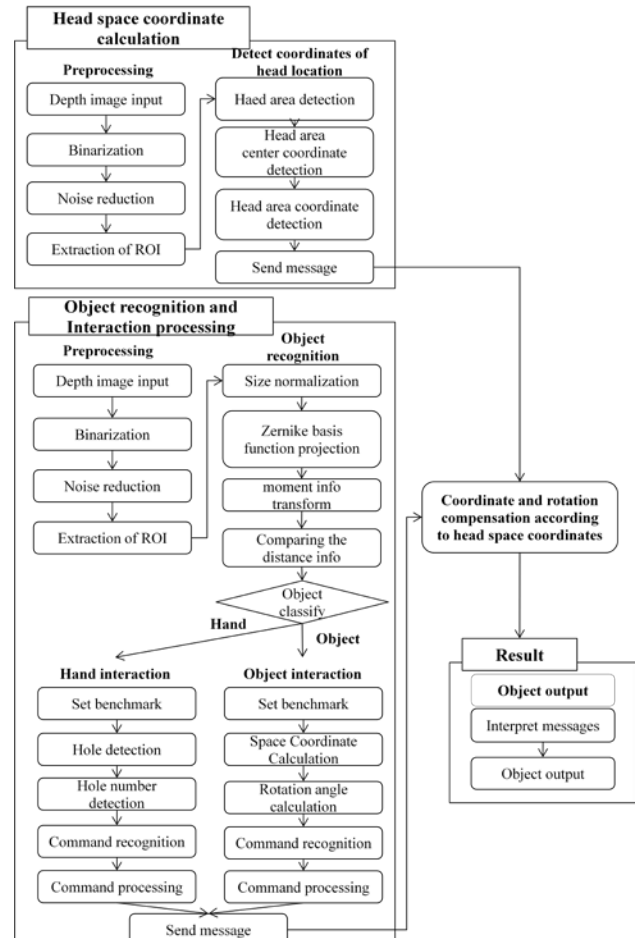 Head space coordinate
calculation
Preprocessing
Depth image input
Binarization
Noise reduction
Extraction of ROI
Detect coordinates of
head location
Haed area detection
Head area
center coordinate
detection
Head area coordinate
detection
Send message
Object recognition and
Interaction processing
Preprocessing
Depth image input
Binarization
Noise reduction
Extraction of ROI
Object
recognition
Size normalization
Zernike basis
function projection
moment info
transform
Comparing the
distance info
Object
classify
Hand
Object
Hand interaction
Set benchmark
Hole detection
Hole number
detection
Command recognition
Command processing
Object interaction
Set benchmark
Space Coordinate
Calculation
Rotation angle
calculation
Command recognition
Command processing
Send message
Coordinate and rotation
compensation according
to head space coordinates
Result
Object output
Interpret messages
Object output